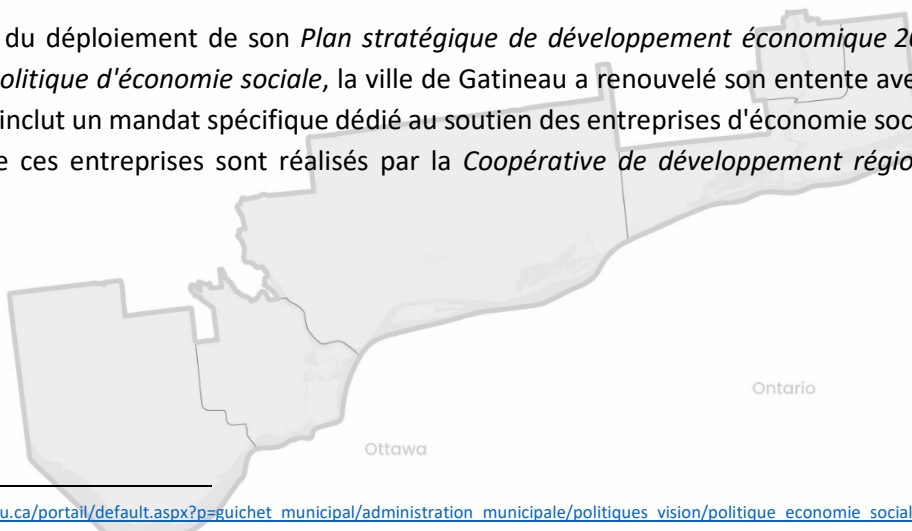 du déploiement de son Plan stratégique de développement économique 20
olitique d'économie sociale, la ville de Gatineau a renouvelé son entente ave
inclut un mandat spécifique dédié au soutien des entreprises d'économie soc
e ces entreprises sont réalisés par la Coopérative de développement régio
Ontario
Ottawa
u.ca/portail/default.aspx?p=guichet_municipal/administration_municipale/politiques_vision/politique_economie_social